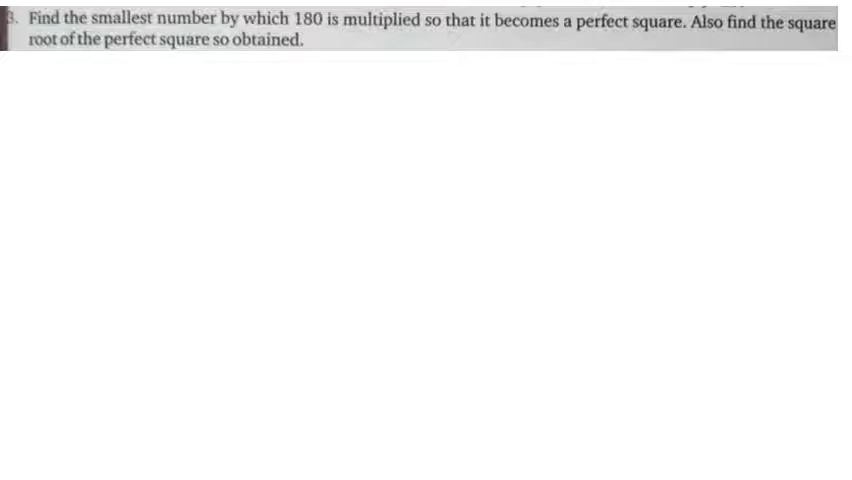 3. Find the smallest number by which 180 is multiplied so that it becomes a perfect square. Also find the square
root of the perfect square so obtained.